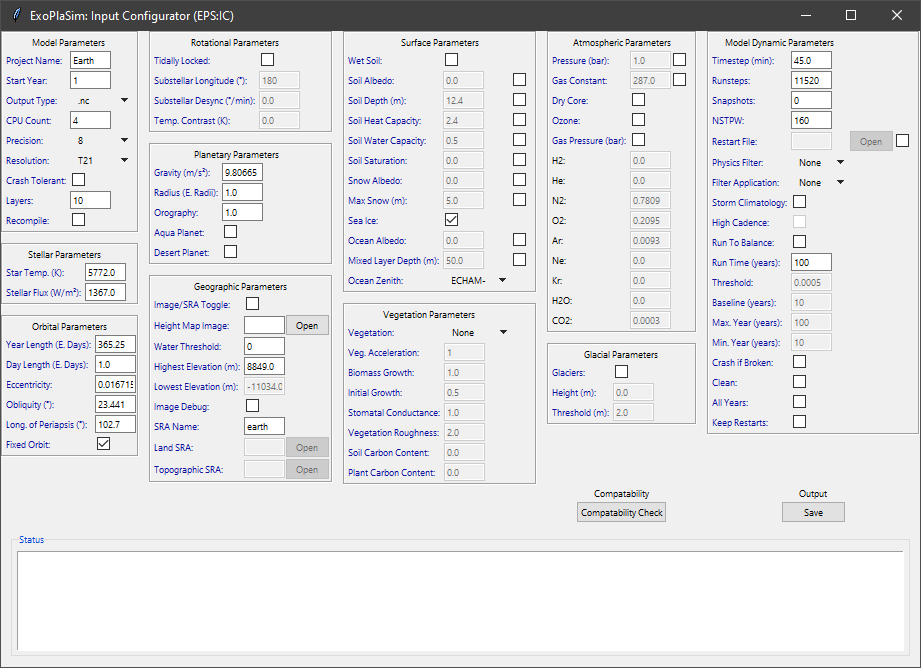 ExoPlaSim: Input Configurator (EPS:IC)
Model Parameters
Project Name: Earth
Start Year: 1
Output Type: .nc
CPU Count: 4
Precision: 8
Resolution: T21
Crash Tolerant:
Layers: 10
Recompile:
Stellar Parameters
Star Temp. (K): 5772.0
Stellar Flux (W/m²): 1367.0
Orbital Parameters
Year Length (E. Days): 365.25
Day Length (E. Days): 1.0
Eccentricity: 0.016715
Obliquity (°): 23.441
Long. of Periapsis (°): 102.7
Fixed Orbit:
Rotational Parameters
Tidally Locked:
Substellar Longitude (°): 180
Substellar Desync (°/min): 0.0
Temp. Contrast (K): 0.0
Planetary Parameters
Gravity (m/s²): 9.80665
Radius (E. Radii): 1.0
Orography: 1.0
Aqua Planet:
Desert Planet:
Geographic Parameters
Image/SRA Toggle:
Height Map Image: Open
Water Threshold: 0
Highest Elevation (m): 8849.0
Lowest Elevation (m): -11034.0
Image Debug:
SRA Name: earth
Land SRA: Open
Topographic SRA: Open
Surface Parameters
Wet Soil:
Soil Albedo: 0.0
Soil Depth (m): 12.4
Soil Heat Capacity: 2.4
Soil Water Capacity: 0.5
Soil Saturation: 0.0
Snow Albedo: 0.0
Max Snow (m): 5.0
Sea Ice:
Ocean Albedo: 0.0
Mixed Layer Depth (m): 50.0
Ocean Zenith: ECHAM-
Vegetation Parameters
Vegetation: None
Veg. Acceleration: 1
Biomass Growth: 1.0
Initial Growth: 0.5
Stomatal Conductance: 1.0
Vegetation Roughness: 2.0
Soil Carbon Content: 0.0
Plant Carbon Content: 0.0
Atmospheric Parameters
Pressure (bar): 1.0
Gas Constant: 287.0
Dry Core:
Ozone:
Gas Pressure (bar):
H2: 0.0
He: 0.0
N2: 0.7809
O2: 0.2095
Ar: 0.0093
Ne: 0.0
Kr: 0.0
H2O: 0.0
CO2: 0.0003
Glacial Parameters
Glaciers:
Height (m): 0.0
Threshold (m): 2.0
Model Dynamic Parameters
Timestep (min): 45.0
Runsteps: 11520
Snapshots: 0
NSTPW: 160
Restart File: Open
Physics Filter: None
Filter Application: None
Storm Climatology:
High Cadence:
Run To Balance:
Run Time (years): 100
Threshold: 0.0005
Baseline (years): 10
Max. Year (years): 100
Min. Year (years): 10
Crash if Broken:
Clean:
All Years:
Keep Restarts:
Compatability
Compatability Check
Output
Save
Status